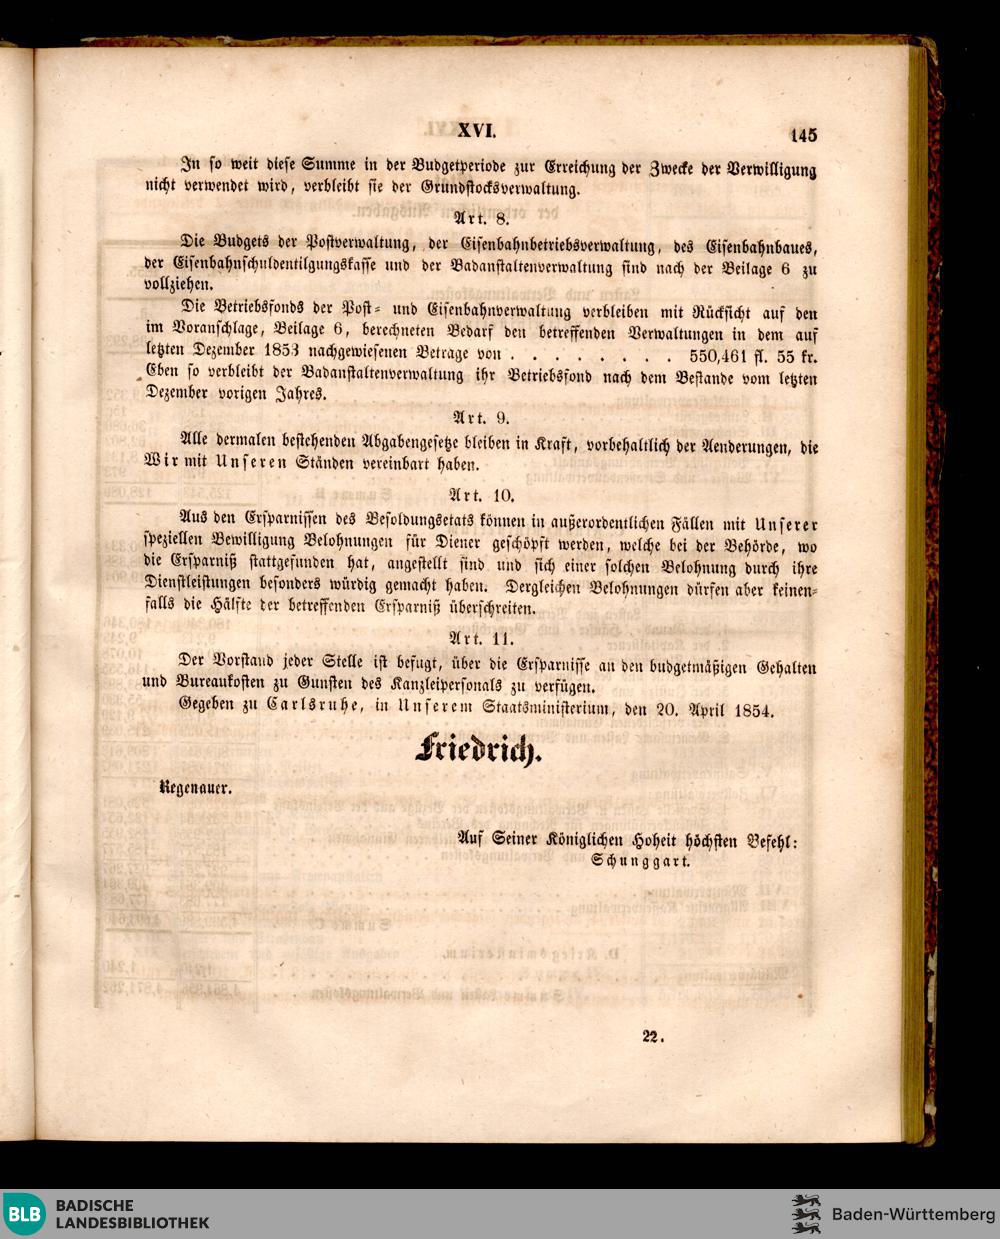 XVI.
145
In so weit diese Summe in der Budgetperiode zur Erreichung der Zwecke der Verwilligung
nicht verwendet wird, verbleibt sie der Grundstocksverwaltung.
Art. 8.
Die Budgets der Postverwaltung, der Eisenbahnbetriebsverwaltung, des Eisenbahnbaues,
der Eisenbahnschuldentilgungskasse und der Badanstaltenverwaltung sind nach der Beilage 6 zu
vollziehen.
Die Betriebsfonds der Post- und Eisenbahnverwaltung verbleiben mit Rücksicht auf den
im Voranschlage, Beilage 6, berechneten Bedarf den betreffenden Verwaltungen in dem auf
letzten Dezember 1853 nachgewiesenen Betrage von . . . . . . . . 550,461 fl. 55 kr.
Eben so verbleibt der Badanstaltenverwaltung ihr Betriebsfond nach dem Bestande vom letzten
Dezember vorigen Jahres.
Art. 9.
Alle dermalen bestehenden Abgabengesetze bleiben in Kraft, vorbehaltlich der Aenderungen, die
Wir mit Unseren Ständen vereinbart haben.
Art. 10.
Aus den Ersparnissen des Besoldungsetats können in außerordentlichen Fällen mit Unserer
speziellen Bewilligung Belohnungen für Diener geschöpft werden, welche bei der Behörde, wo
die Ersparniß stattgefunden hat, angestellt sind und sich einer solchen Belohnung durch ihre
Dienstleistungen besonders würdig gemacht haben. Dergleichen Belohnungen dürfen aber keinen-
falls die Hälfte der betreffenden Ersparniß überschreiten.
Art. 11.
Der Vorstand jeder Stelle ist befugt, über die Ersparnisse an den budgetmäßigen Gehalten
und Bureaukosten zu Gunsten des Kanzleipersonals zu verfügen.
Gegeben zu Carlsruhe, in Unserem Staatsministerium, den 20. April 1854.
Friedrich.
Regenauer.
Auf Seiner Königlichen Hoheit höchsten Befehl:
Schunggart.
22.
BLB
BADISCHE
LANDESBIBLIOTHEK
Baden-Württemberg